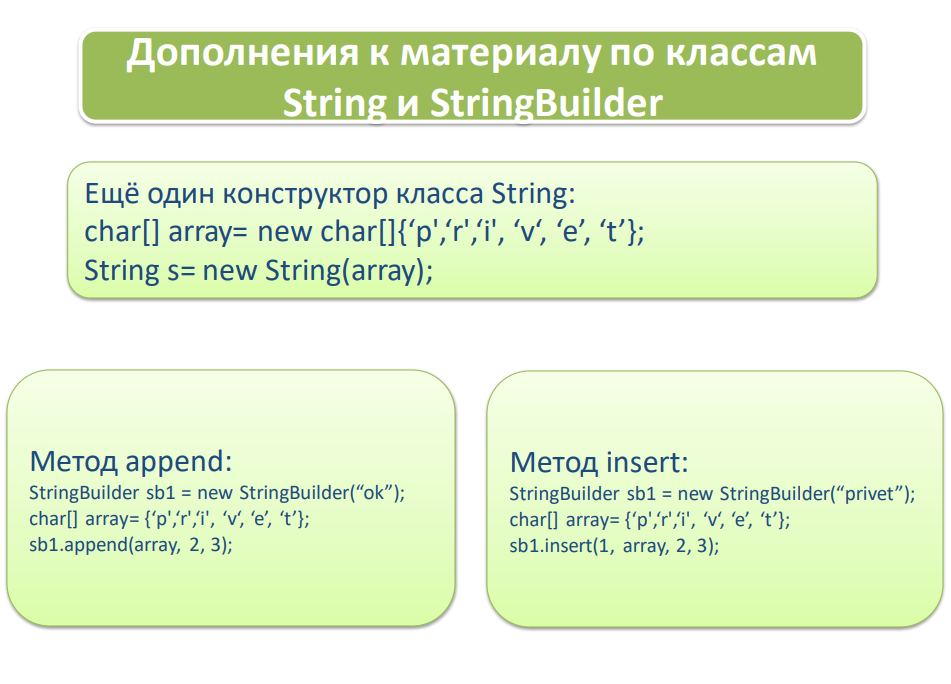 Дополнения к материалу по классам
String и StringBuilder
Ещё один конструктор класса String:
char[] array= new char[]{‘p','r','i', ‘v‘, ‘e’, ‘t’};
String s= new String(array);
Метод append:
StringBuilder sb1 = new StringBuilder(“ok”);
char[] array= {‘p','r','i', ‘v‘, ‘e’, ‘t’};
sb1.append(array, 2, 3);
Метод insert:
StringBuilder sb1 = new StringBuilder(“privet”);
char[] array= {‘p','r','i', ‘v‘, ‘e’, ‘t’};
sb1.insert(1, array, 2, 3);